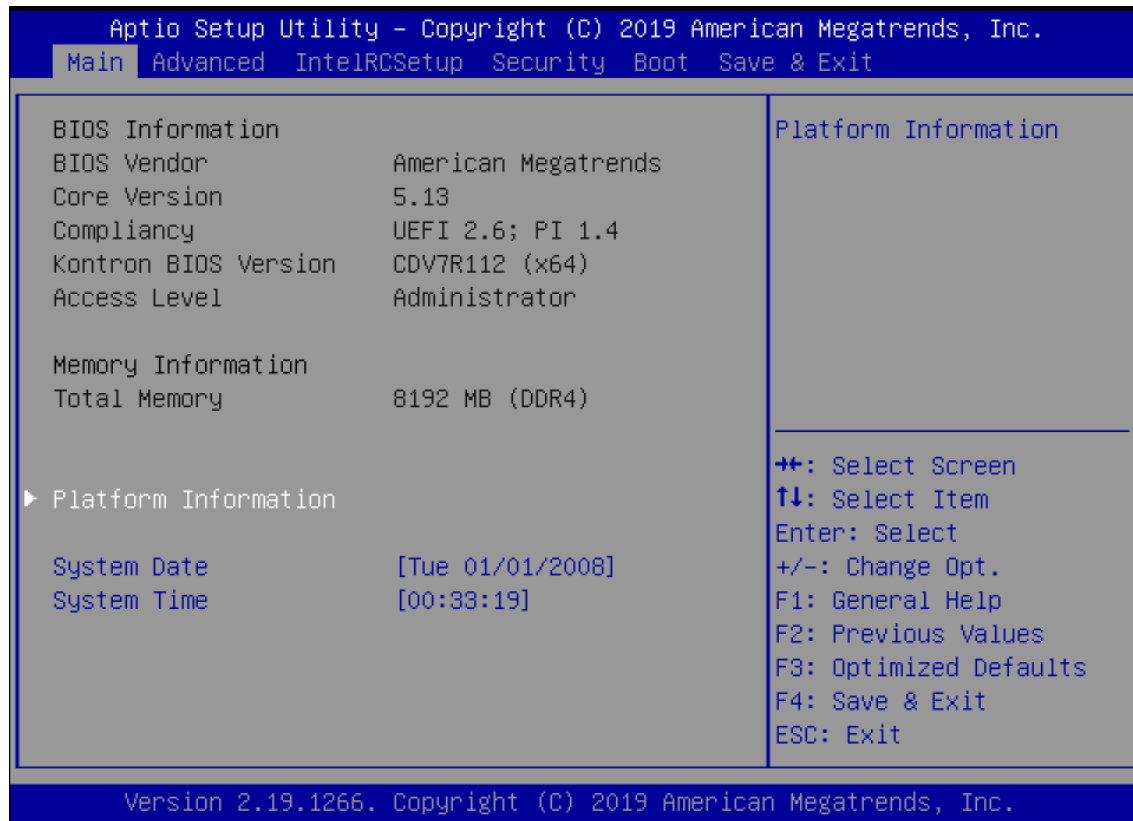 Aptio Setup Utility – Copyright (C) 2019 American Megatrends, Inc.
Main Advanced IntelRCSetup Security Boot Save & Exit
BIOS Information
BIOS Vendor American Megatrends
Core Version 5.13
Compliancy UEFI 2.6; PI 1.4
Kontron BIOS Version CDV7R112 (x64)
Access Level Administrator
Memory Information
Total Memory 8192 MB (DDR4)
► Platform Information
System Date [Tue 01/01/2008]
System Time [00:33:19]
Platform Information
→←: Select Screen
↑↓: Select Item
Enter: Select
+/-: Change Opt.
F1: General Help
F2: Previous Values
F3: Optimized Defaults
F4: Save & Exit
ESC: Exit
Version 2.19.1266. Copyright (C) 2019 American Megatrends, Inc.